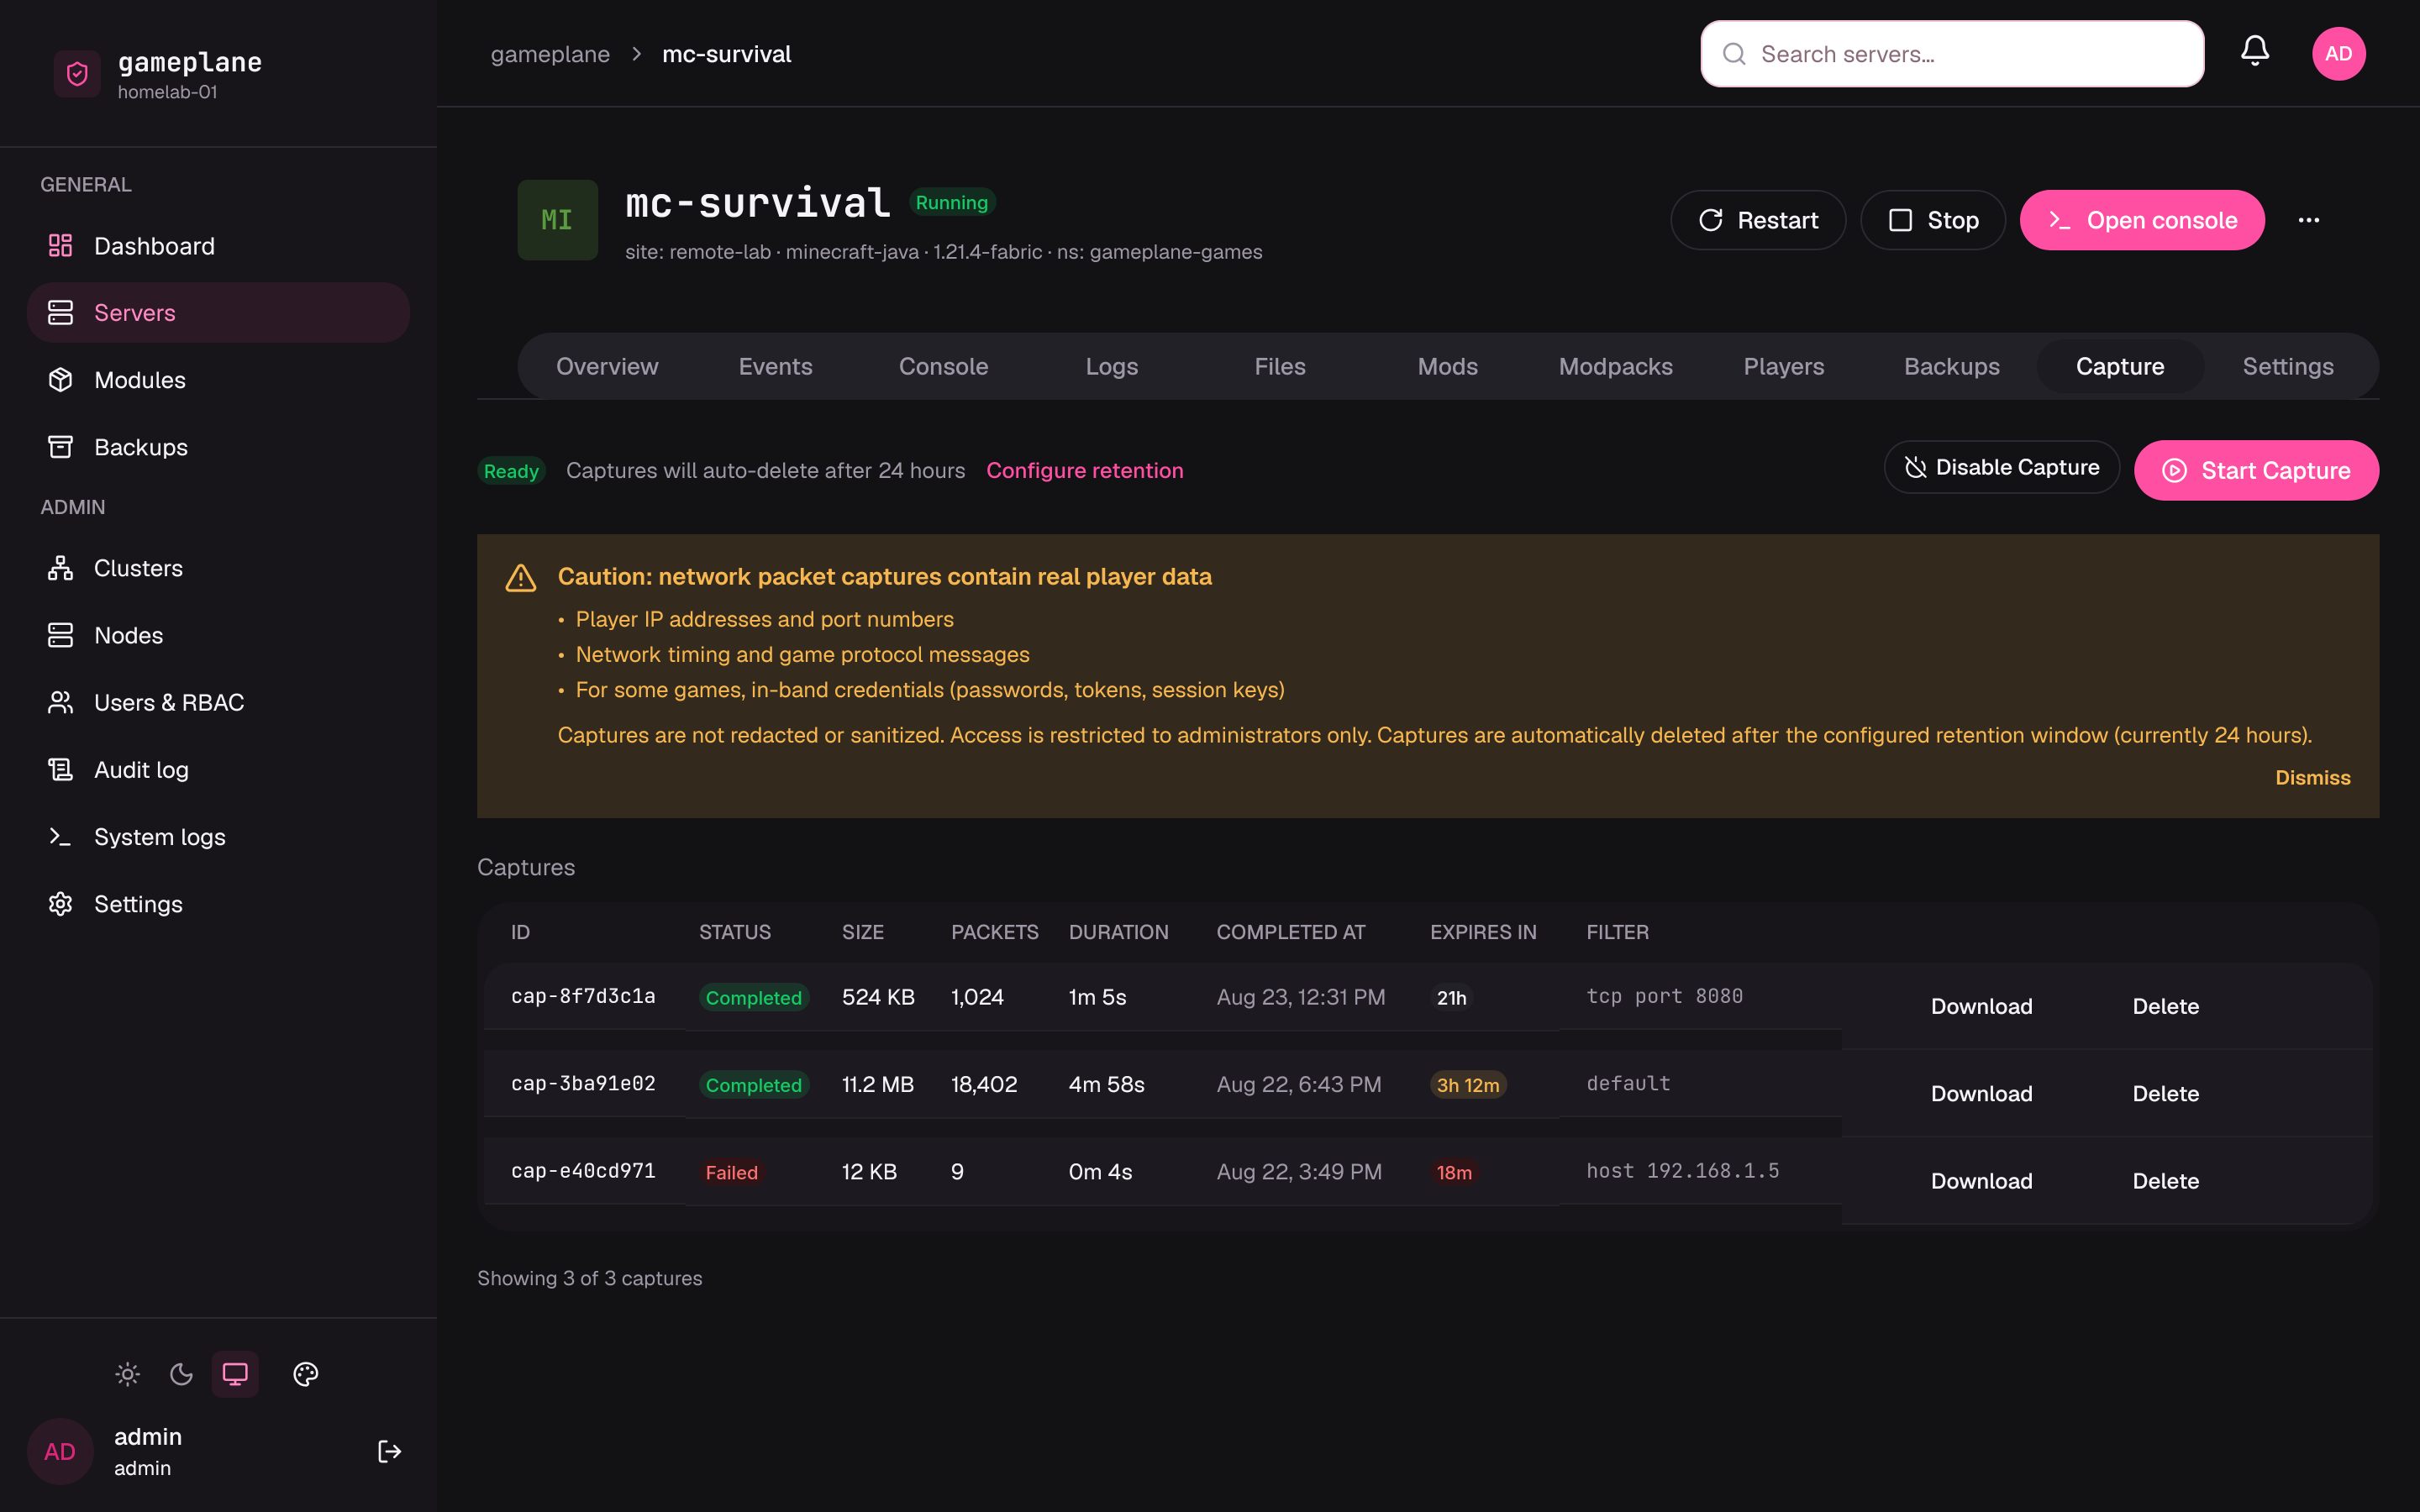 gameplane
homelab-01
GENERAL
Dashboard
Servers
Modules
Backups
ADMIN
Clusters
Nodes
Users & RBAC
Audit log
System logs
Settings
AD
admin
admin
gameplane > mc-survival
Search servers...
AD
MI
mc-survival
Running
site: remote-lab · minecraft-java · 1.21.4-fabric · ns: gameplane-games
Restart
Stop
Open console
Overview Events Console Logs Files Mods Modpacks Players Backups Capture Settings
Ready Captures will auto-delete after 24 hours Configure retention
Disable Capture
Start Capture
Caution: network packet captures contain real player data
• Player IP addresses and port numbers
• Network timing and game protocol messages
• For some games, in-band credentials (passwords, tokens, session keys)
Captures are not redacted or sanitized. Access is restricted to administrators only. Captures are automatically deleted after the configured retention window (currently 24 hours).
Dismiss
Captures
ID STATUS SIZE PACKETS DURATION COMPLETED AT EXPIRES IN FILTER
cap-8f7d3c1a Completed 524 KB 1,024 1m 5s Aug 23, 12:31 PM 21h tcp port 8080 Download Delete
cap-3ba91e02 Completed 11.2 MB 18,402 4m 58s Aug 22, 6:43 PM 3h 12m default Download Delete
cap-e40cd971 Failed 12 KB 9 0m 4s Aug 22, 3:49 PM 18m host 192.168.1.5 Download Delete
Showing 3 of 3 captures